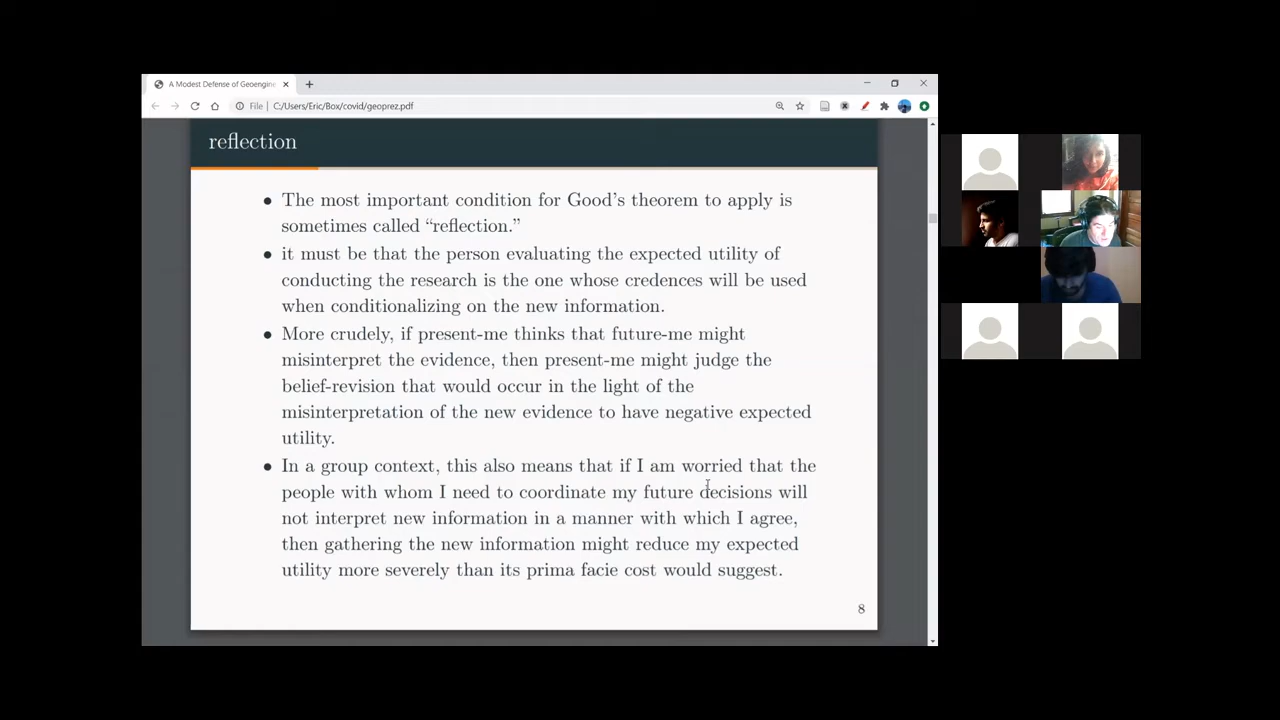 A Modest Defense of Geoengine
File | C:/Users/Eric/Box/covid/geoprez.pdf
reflection
• The most important condition for Good's theorem to apply is
sometimes called “reflection.”
• it must be that the person evaluating the expected utility of
conducting the research is the one whose credences will be used
when conditionalizing on the new information.
• More crudely, if present-me thinks that future-me might
misinterpret the evidence, then present-me might judge the
belief-revision that would occur in the light of the
misinterpretation of the new evidence to have negative expected
utility.
• In a group context, this also means that if I am worried that the
people with whom I need to coordinate my future decisions will
not interpret new information in a manner with which I agree,
then gathering the new information might reduce my expected
utility more severely than its prima facie cost would suggest.
8